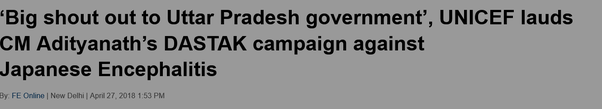 ‘Big shout out to Uttar Pradesh government’, UNICEF lauds
CM Adityanath’s DASTAK campaign against
Japanese Encephalitis
By: FE Online | New Delhi | April 27, 2018 1:53 PM